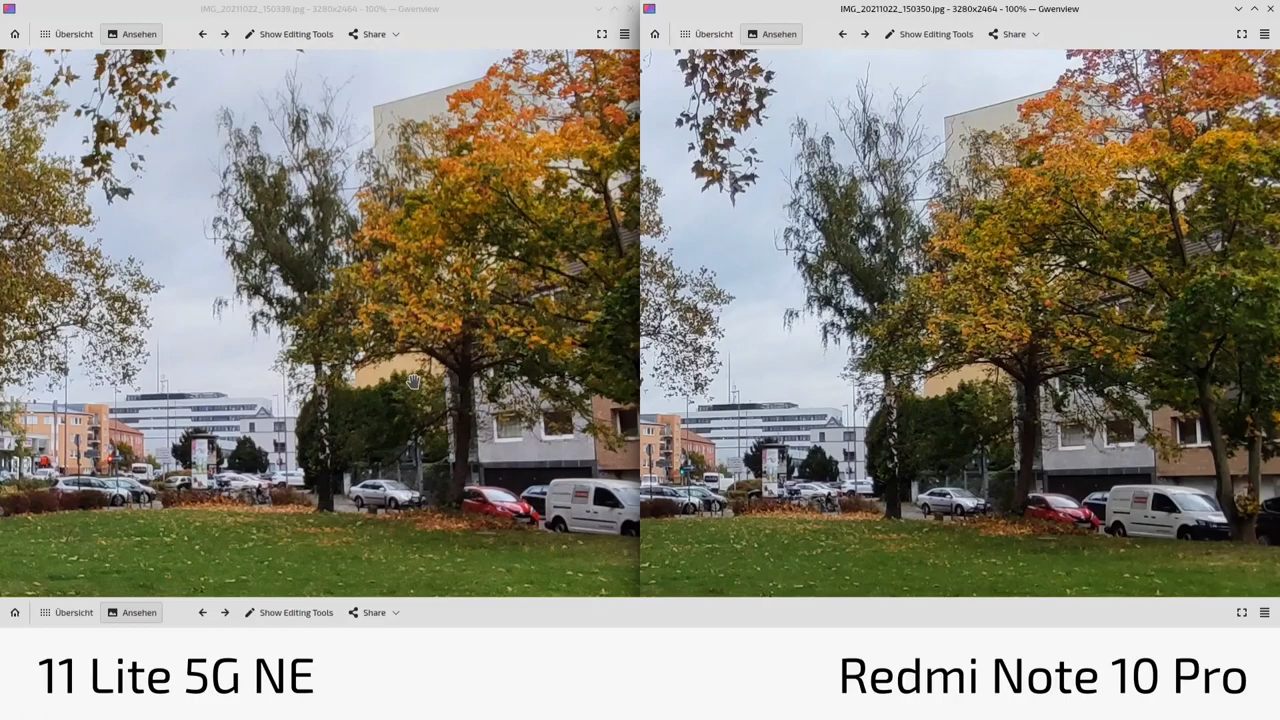 IMG_20211022_150339.jpg - 3280x2464 - 100% — Gwenview
IMG_20211022_150350.jpg - 3280x2464 - 100% — Gwenview
Übersicht Ansehen Show Editing Tools Share
Übersicht Ansehen Show Editing Tools Share
Übersicht Ansehen Show Editing Tools Share
11 Lite 5G NE
Redmi Note 10 Pro